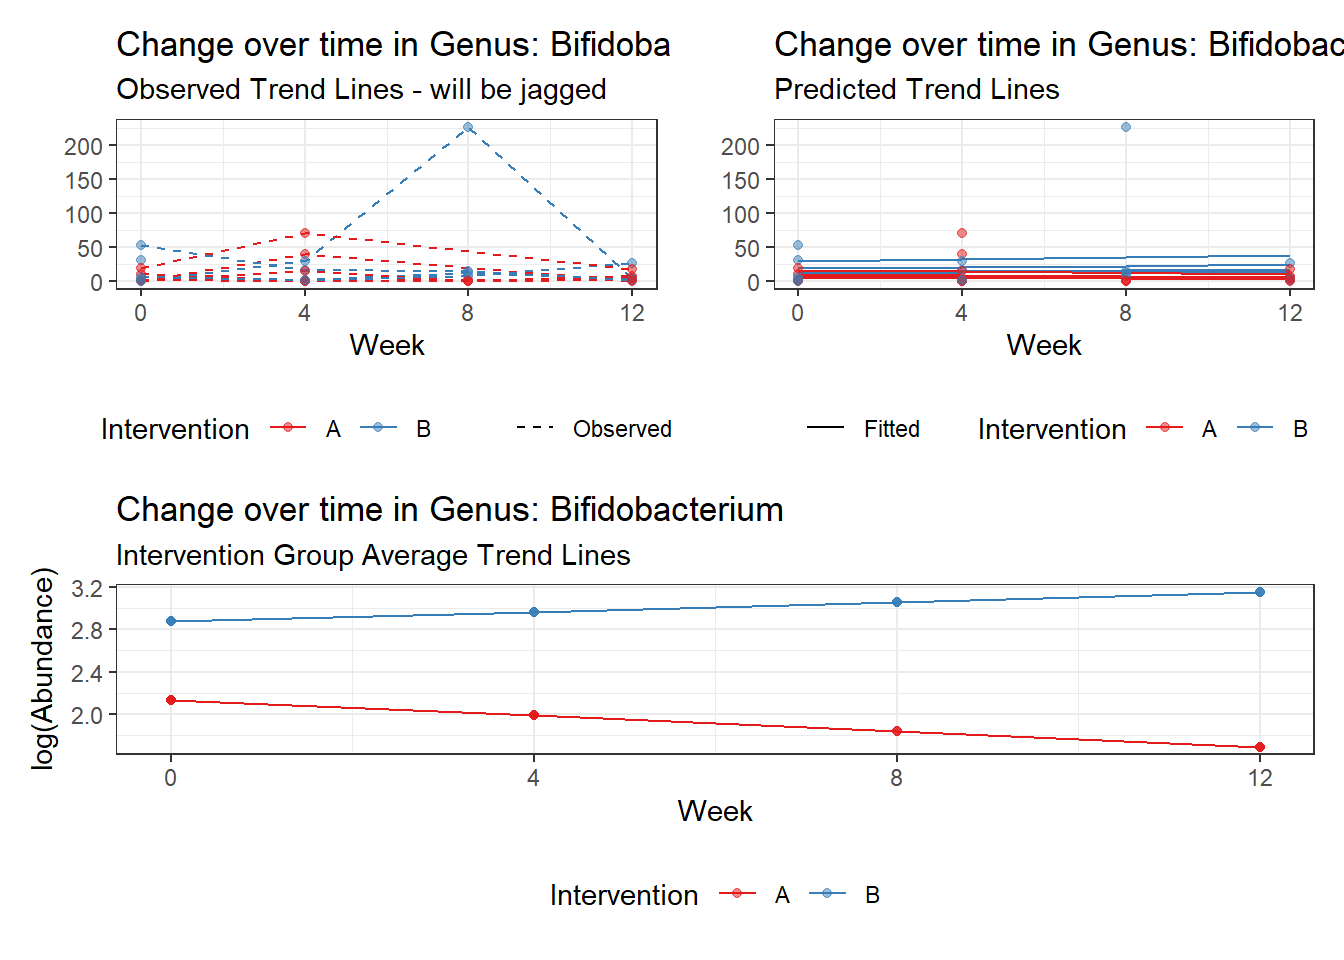 Change over time in Genus: Bifidoba
Observed Trend Lines - will be jagged
200
150
100
50
0
0 4 8 12
Week
Intervention A B Observed
Change over time in Genus: Bifidobac
Predicted Trend Lines
200
150
100
50
0
0 4 8 12
Week
Fitted Intervention A B
Change over time in Genus: Bifidobacterium
Intervention Group Average Trend Lines
log(Abundance)
3.2
2.8
2.4
2.0
0 4 8 12
Week
Intervention A B